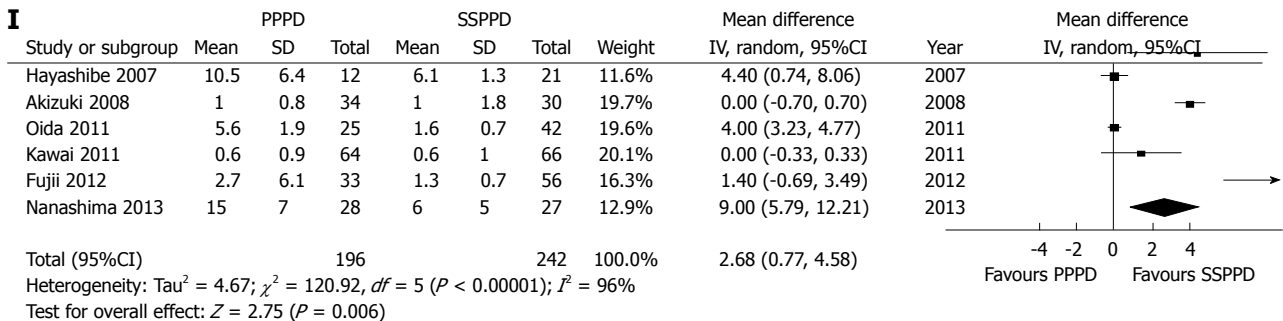 I
PPPD SSPPD Mean difference Mean difference
Study or subgroup Mean SD Total Mean SD Total Weight IV, random, 95%CI Year IV, random, 95%CI
Hayashibe 2007 10.5 6.4 12 6.1 1.3 21 11.6% 4.40 (0.74, 8.06) 2007
Akizuki 2008 1 0.8 34 1 1.8 30 19.7% 0.00 (-0.70, 0.70) 2008
Oida 2011 5.6 1.9 25 1.6 0.7 42 19.6% 4.00 (3.23, 4.77) 2011
Kawai 2011 0.6 0.9 64 0.6 1 66 20.1% 0.00 (-0.33, 0.33) 2011
Fujii 2012 2.7 6.1 33 1.3 0.7 56 16.3% 1.40 (-0.69, 3.49) 2012
Nanashima 2013 15 7 28 6 5 27 12.9% 9.00 (5.79, 12.21) 2013
-4 -2 0 2 4
Total (95%CI) 196 242 100.0% 2.68 (0.77, 4.58)
Favours PPPD Favours SSPPD
Heterogeneity: Tau² = 4.67; χ² = 120.92, df = 5 (P < 0.00001); I² = 96%
Test for overall effect: Z = 2.75 (P = 0.006)